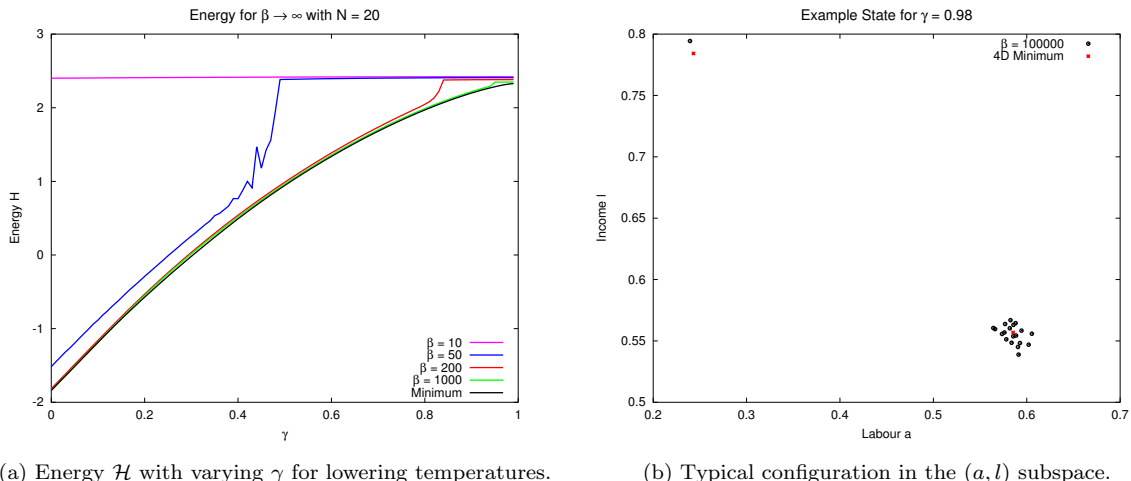 Energy for β → ∞ with N = 20
Energy H
3
2
1
0
-1
-2
0
0.2
0.4
0.6
0.8
1
γ
β = 10
β = 50
β = 200
β = 1000
Minimum
Example State for γ = 0.98
Income l
0.8
0.75
0.7
0.65
0.6
0.55
0.5
0.2
0.3
0.4
0.5
0.6
0.7
Labour a
β = 100000
4D Minimum
(a) Energy ℋ with varying γ for lowering temperatures.
(b) Typical configuration in the (a, l) subspace.